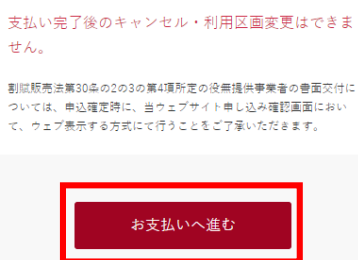 支払い完了後のキャンセル・利用区画変更はできま
せん。
割賦販売法第30条の2の3の第4項所定の役務提供事業者の書面交付に
ついては、申込確定時に、当ウェブサイト申し込み確認画面におい
て、ウェブ表示する方式にて行うことをご了承いただきます。
お支払いへ進む